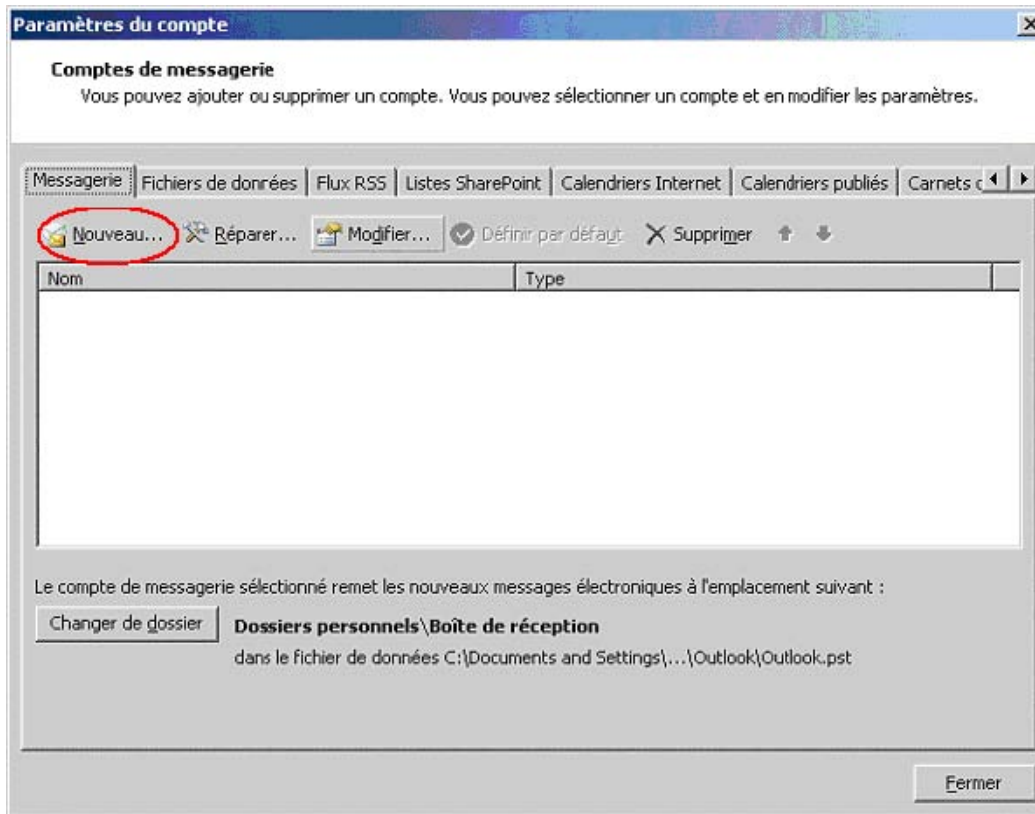 Paramètres du compte
Comptes de messagerie
Vous pouvez ajouter ou supprimer un compte. Vous pouvez sélectionner un compte et en modifier les paramètres.
Messagerie Fichiers de données Flux RSS Listes SharePoint Calendriers Internet Calendriers publiés Carnets
Nouveau... Réparer... Modifier... Définir par défaut Supprimer
Nom Type
Le compte de messagerie sélectionné remet les nouveaux messages électroniques à l'emplacement suivant :
Changer de dossier Dossiers personnels\Boîte de réception
dans le fichier de données C:\Documents and Settings\...\Outlook\Outlook.pst
Fermer